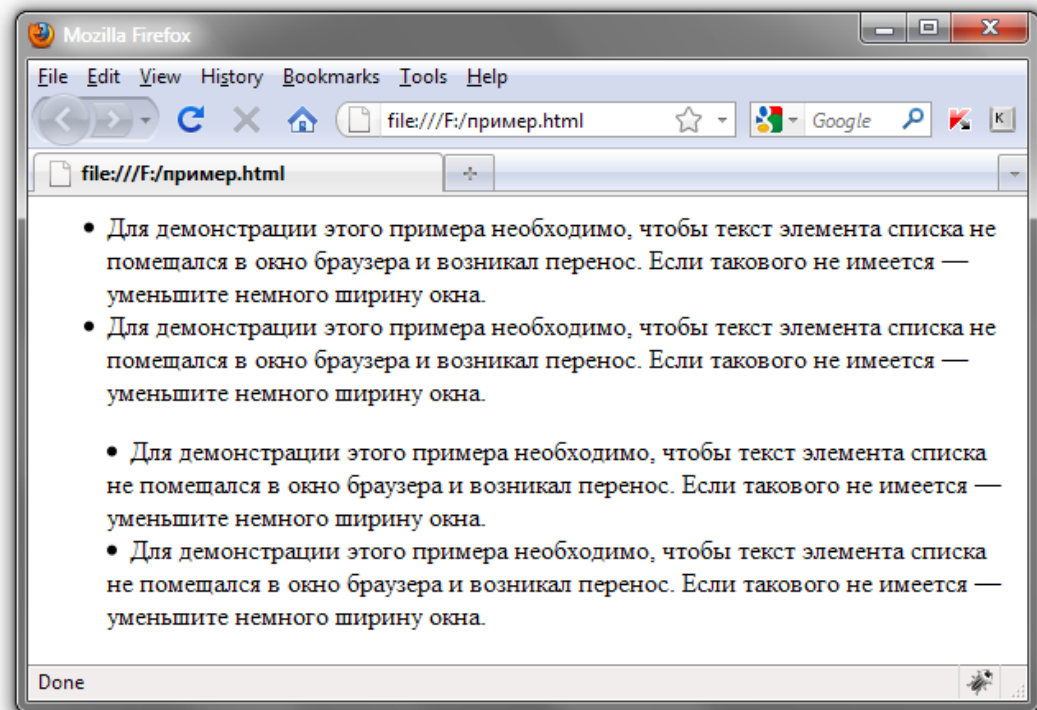 Mozilla Firefox
File Edit View History Bookmarks Tools Help
file:///F:/пример.html Google K
file:///F:/пример.html
• Для демонстрации этого примера необходимо, чтобы текст элемента списка не
помещался в окно браузера и возникал перенос. Если такового не имеется —
уменьшите немного ширину окна.
• Для демонстрации этого примера необходимо, чтобы текст элемента списка не
помещался в окно браузера и возникал перенос. Если такового не имеется —
уменьшите немного ширину окна.
• Для демонстрации этого примера необходимо, чтобы текст элемента списка
не помещался в окно браузера и возникал перенос. Если такового не имеется —
уменьшите немного ширину окна.
• Для демонстрации этого примера необходимо, чтобы текст элемента списка
не помещался в окно браузера и возникал перенос. Если такового не имеется —
уменьшите немного ширину окна.
Done